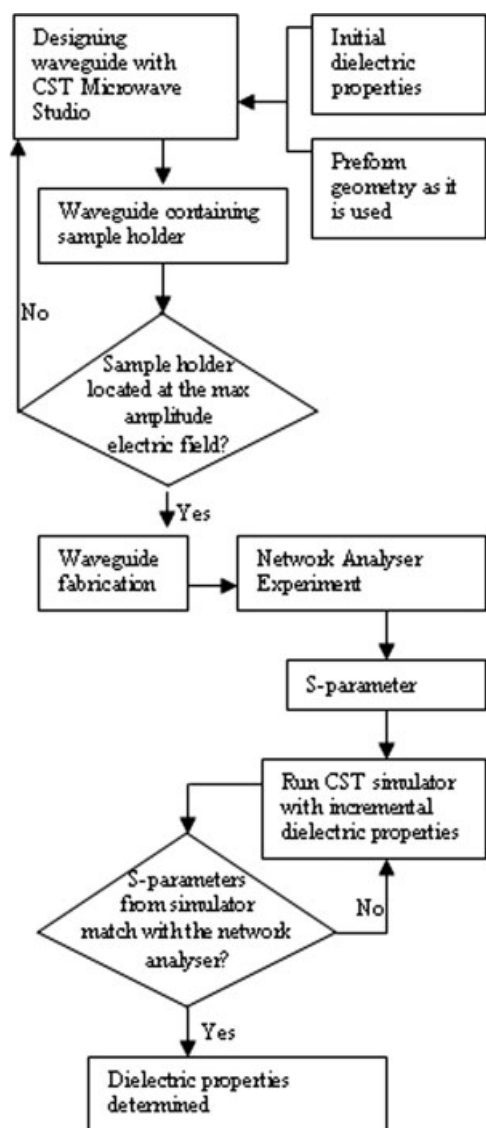 Designing
waveguide with
CST Microwave
Studio
Initial
dielectric
properties
Preform
geometry as it
is used
Waveguide containing
sample holder
No
Sample holder
located at the max
amplitude
electric field?
Yes
Waveguide
fabrication
Network Analyser
Experiment
S-parameter
Run CST simulator
with incremental
dielectric properties
S-parameters
from simulator
match with the network
analyser?
No
Yes
Dielectric properties
determined